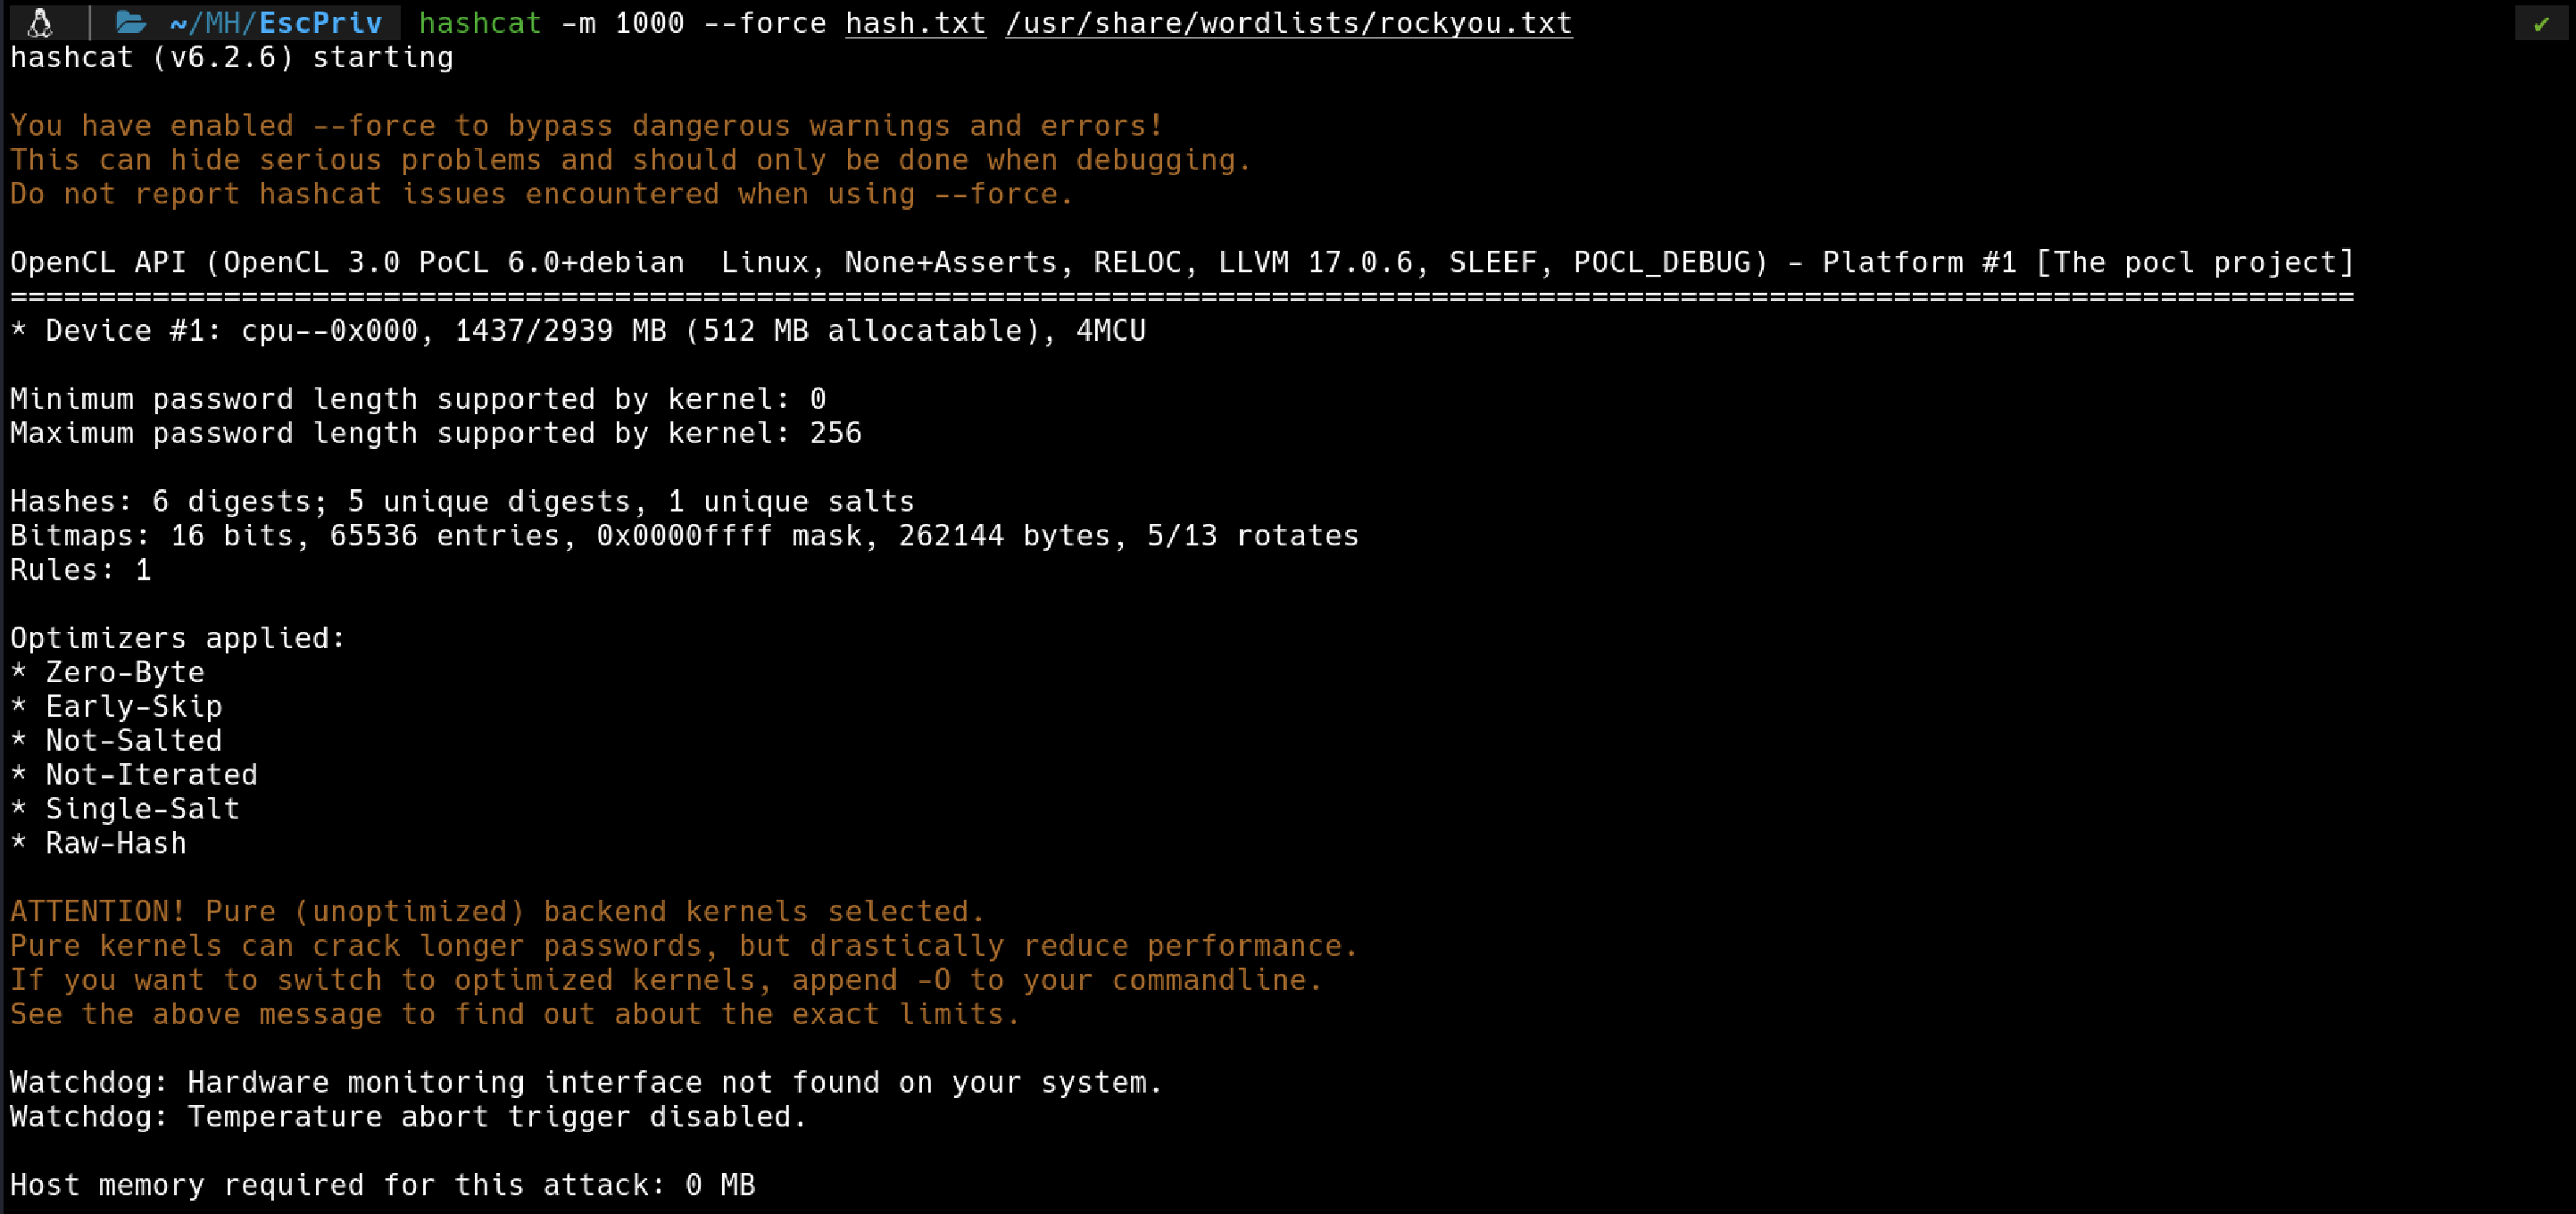 ~/MH/EscPriv hashcat -m 1000 --force hash.txt /usr/share/wordlists/rockyou.txt ✔
hashcat (v6.2.6) starting
You have enabled --force to bypass dangerous warnings and errors!
This can hide serious problems and should only be done when debugging.
Do not report hashcat issues encountered when using --force.
OpenCL API (OpenCL 3.0 PoCL 6.0+debian  Linux, None+Asserts, RELOC, LLVM 17.0.6, SLEEF, POCL_DEBUG) - Platform #1 [The pocl project]
====================================================================================================================================
* Device #1: cpu--0x000, 1437/2939 MB (512 MB allocatable), 4MCU
Minimum password length supported by kernel: 0
Maximum password length supported by kernel: 256
Hashes: 6 digests; 5 unique digests, 1 unique salts
Bitmaps: 16 bits, 65536 entries, 0x0000ffff mask, 262144 bytes, 5/13 rotates
Rules: 1
Optimizers applied:
* Zero-Byte
* Early-Skip
* Not-Salted
* Not-Iterated
* Single-Salt
* Raw-Hash
ATTENTION! Pure (unoptimized) backend kernels selected.
Pure kernels can crack longer passwords, but drastically reduce performance.
If you want to switch to optimized kernels, append -O to your commandline.
See the above message to find out about the exact limits.
Watchdog: Hardware monitoring interface not found on your system.
Watchdog: Temperature abort trigger disabled.
Host memory required for this attack: 0 MB